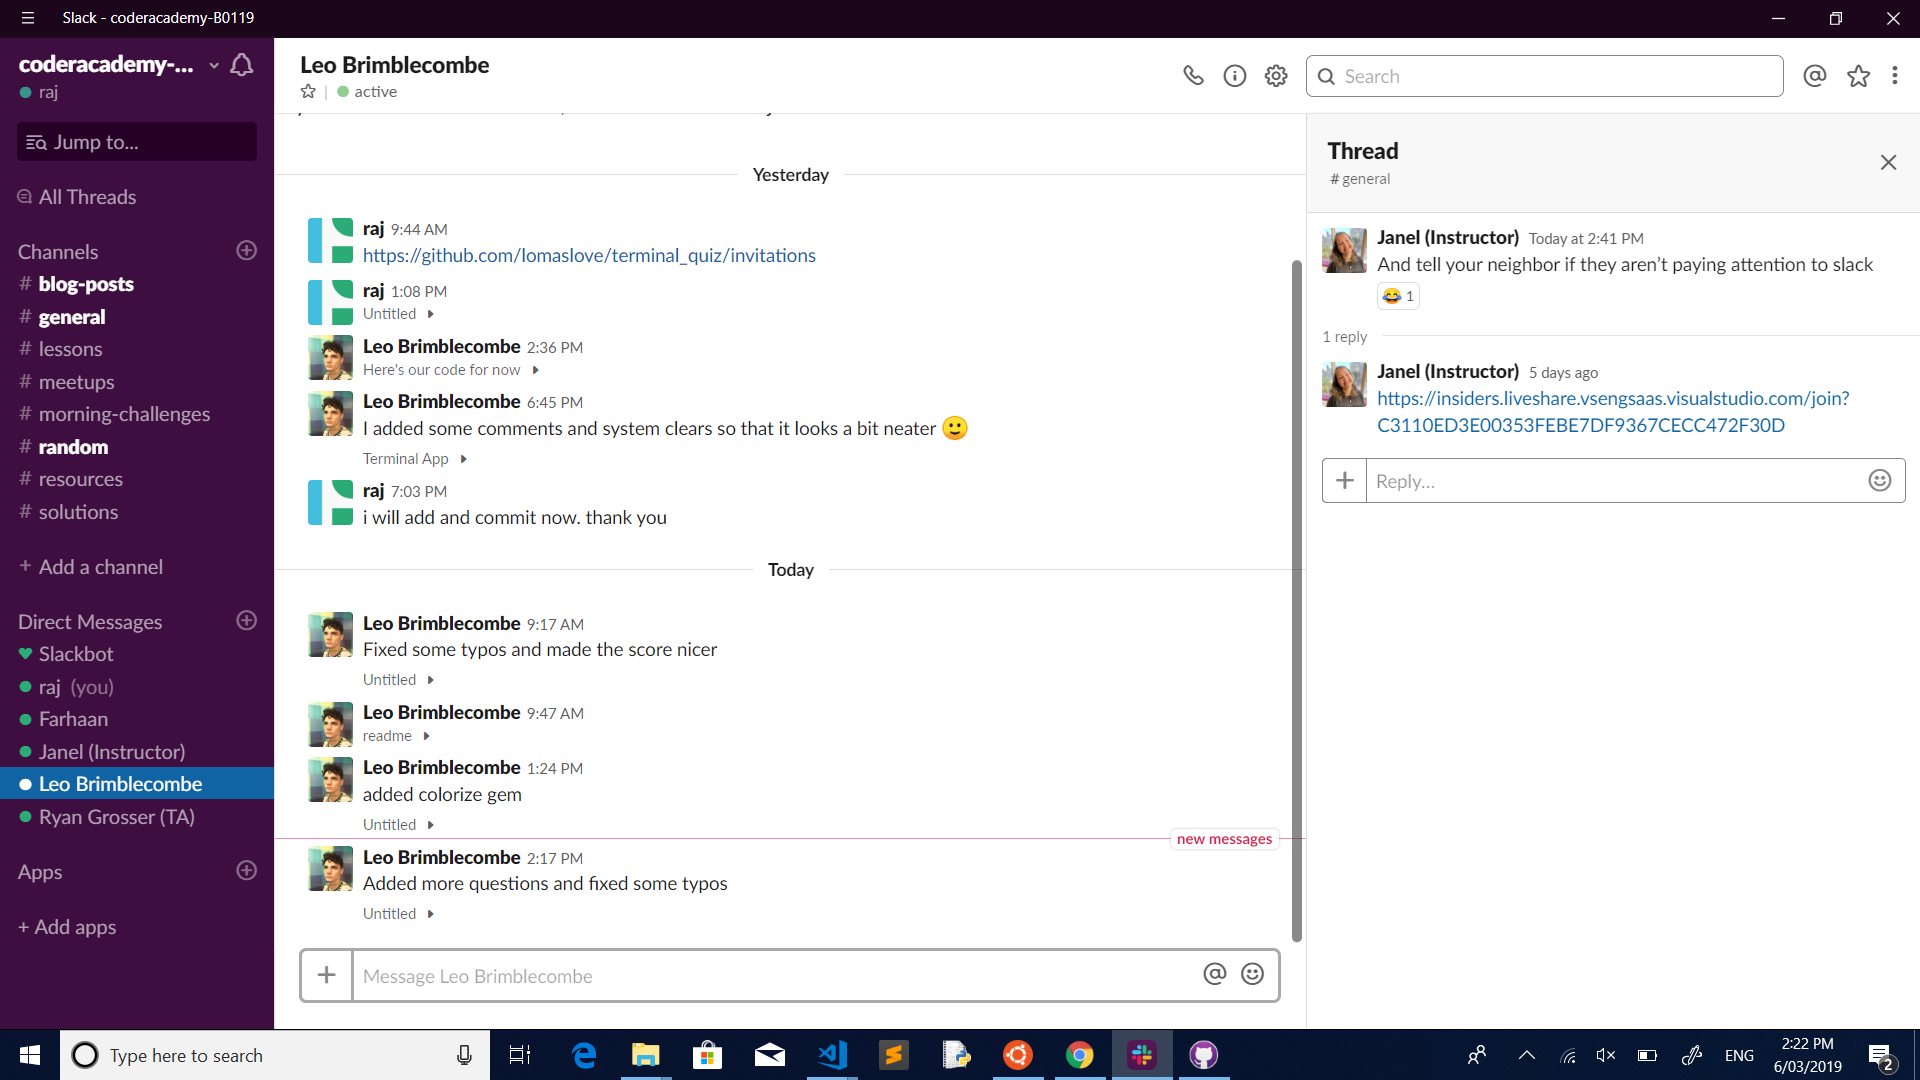 Slack - coderacademy-B0119
coderacademy-...
raj
Jump to...
All Threads
Channels
# blog-posts
# general
# lessons
# meetups
# morning-challenges
# random
# resources
# solutions
+ Add a channel
Direct Messages
Slackbot
raj (you)
Farhaan
Janel (Instructor)
Leo Brimblecombe
Ryan Grosser (TA)
Apps
+ Add apps
Leo Brimblecombe
active
Search
Yesterday
raj 9:44 AM
https://github.com/lomaslove/terminal_quiz/invitations
raj 1:08 PM
Untitled
Leo Brimblecombe 2:36 PM
Here's our code for now
Leo Brimblecombe 6:45 PM
I added some comments and system clears so that it looks a bit neater
Terminal App
raj 7:03 PM
i will add and commit now. thank you
Today
Leo Brimblecombe 9:17 AM
Fixed some typos and made the score nicer
Untitled
Leo Brimblecombe 9:47 AM
readme
Leo Brimblecombe 1:24 PM
added colorize gem
Untitled
new messages
Leo Brimblecombe 2:17 PM
Added more questions and fixed some typos
Untitled
Message Leo Brimblecombe
Thread
# general
Janel (Instructor) Today at 2:41 PM
And tell your neighbor if they aren’t paying attention to slack
1
1 reply
Janel (Instructor) 5 days ago
https://insiders.liveshare.vsengsaas.visualstudio.com/join?
C3110ED3E00353FEBE7DF9367CECC472F30D
Reply...
Type here to search
ENG
2:22 PM
6/03/2019
2